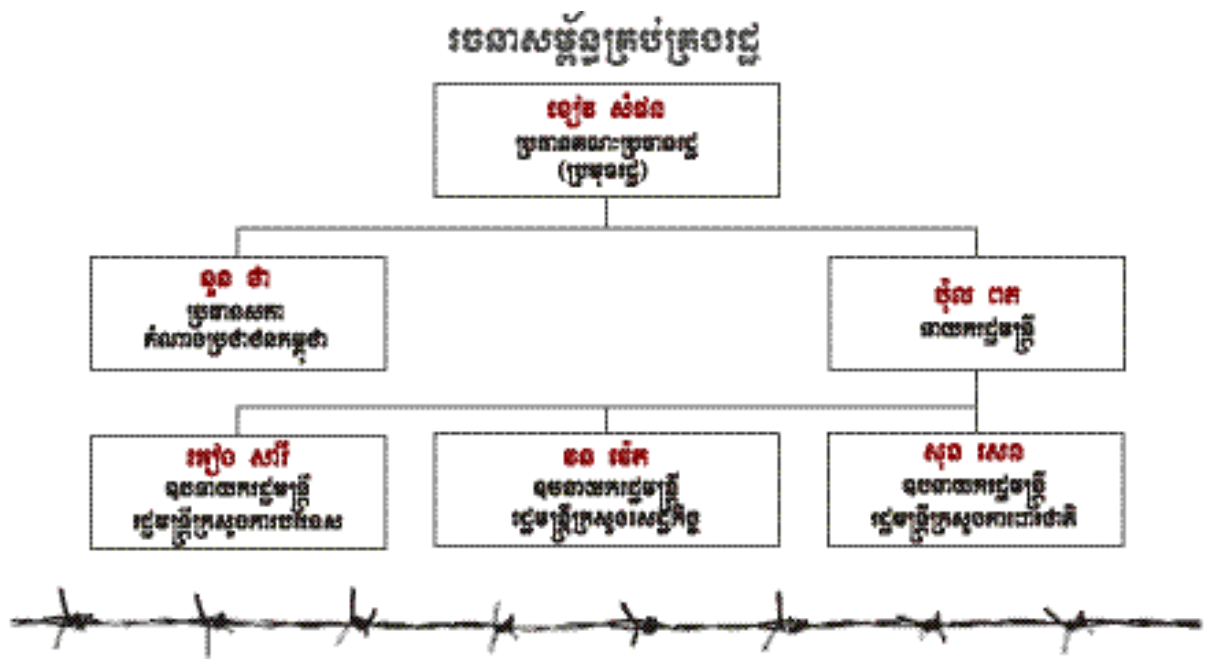 រចនាសម្ព័ន្ធគ្រប់គ្រងរដ្ឋ
ខៀវ សំផន
ប្រធានគណៈប្រធានរដ្ឋ
(ប្រមុខរដ្ឋ)
នួន ជា
ប្រធានសភា
តំណាងប្រជាជនកម្ពុជា
ប៉ុល ពត
នាយករដ្ឋមន្ត្រី
អៀង សារី
ឧបនាយករដ្ឋមន្ត្រី
រដ្ឋមន្ត្រីក្រសួងការបរទេស
វន វ៉េត
ឧបនាយករដ្ឋមន្ត្រី
រដ្ឋមន្ត្រីក្រសួងសេដ្ឋកិច្ច
សុន សេន
ឧបនាយករដ្ឋមន្ត្រី
រដ្ឋមន្ត្រីក្រសួងការពារជាតិ